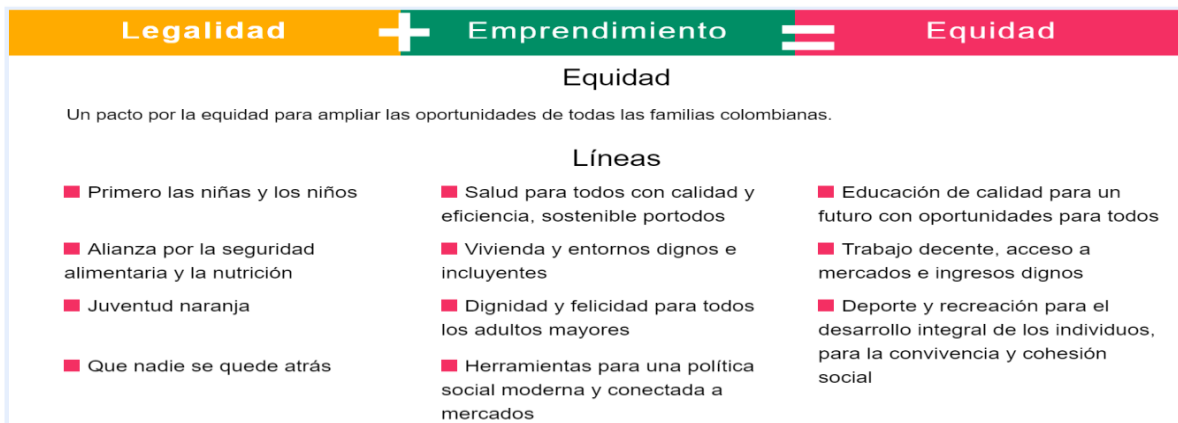 Legalidad + Emprendimiento = Equidad
Equidad
Un pacto por la equidad para ampliar las oportunidades de todas las familias colombianas.
Líneas
Primero las niñas y los niños
Alianza por la seguridad
alimentaria y la nutrición
Juventud naranja
Que nadie se quede atrás
Salud para todos con calidad y
eficiencia, sostenible portodos
Vivienda y entornos dignos e
incluyentes
Dignidad y felicidad para todos
los adultos mayores
Herramientas para una política
social moderna y conectada a
mercados
Educación de calidad para un
futuro con oportunidades para todos
Trabajo decente, acceso a
mercados e ingresos dignos
Deporte y recreación para el
desarrollo integral de los individuos,
para la convivencia y cohesión
social